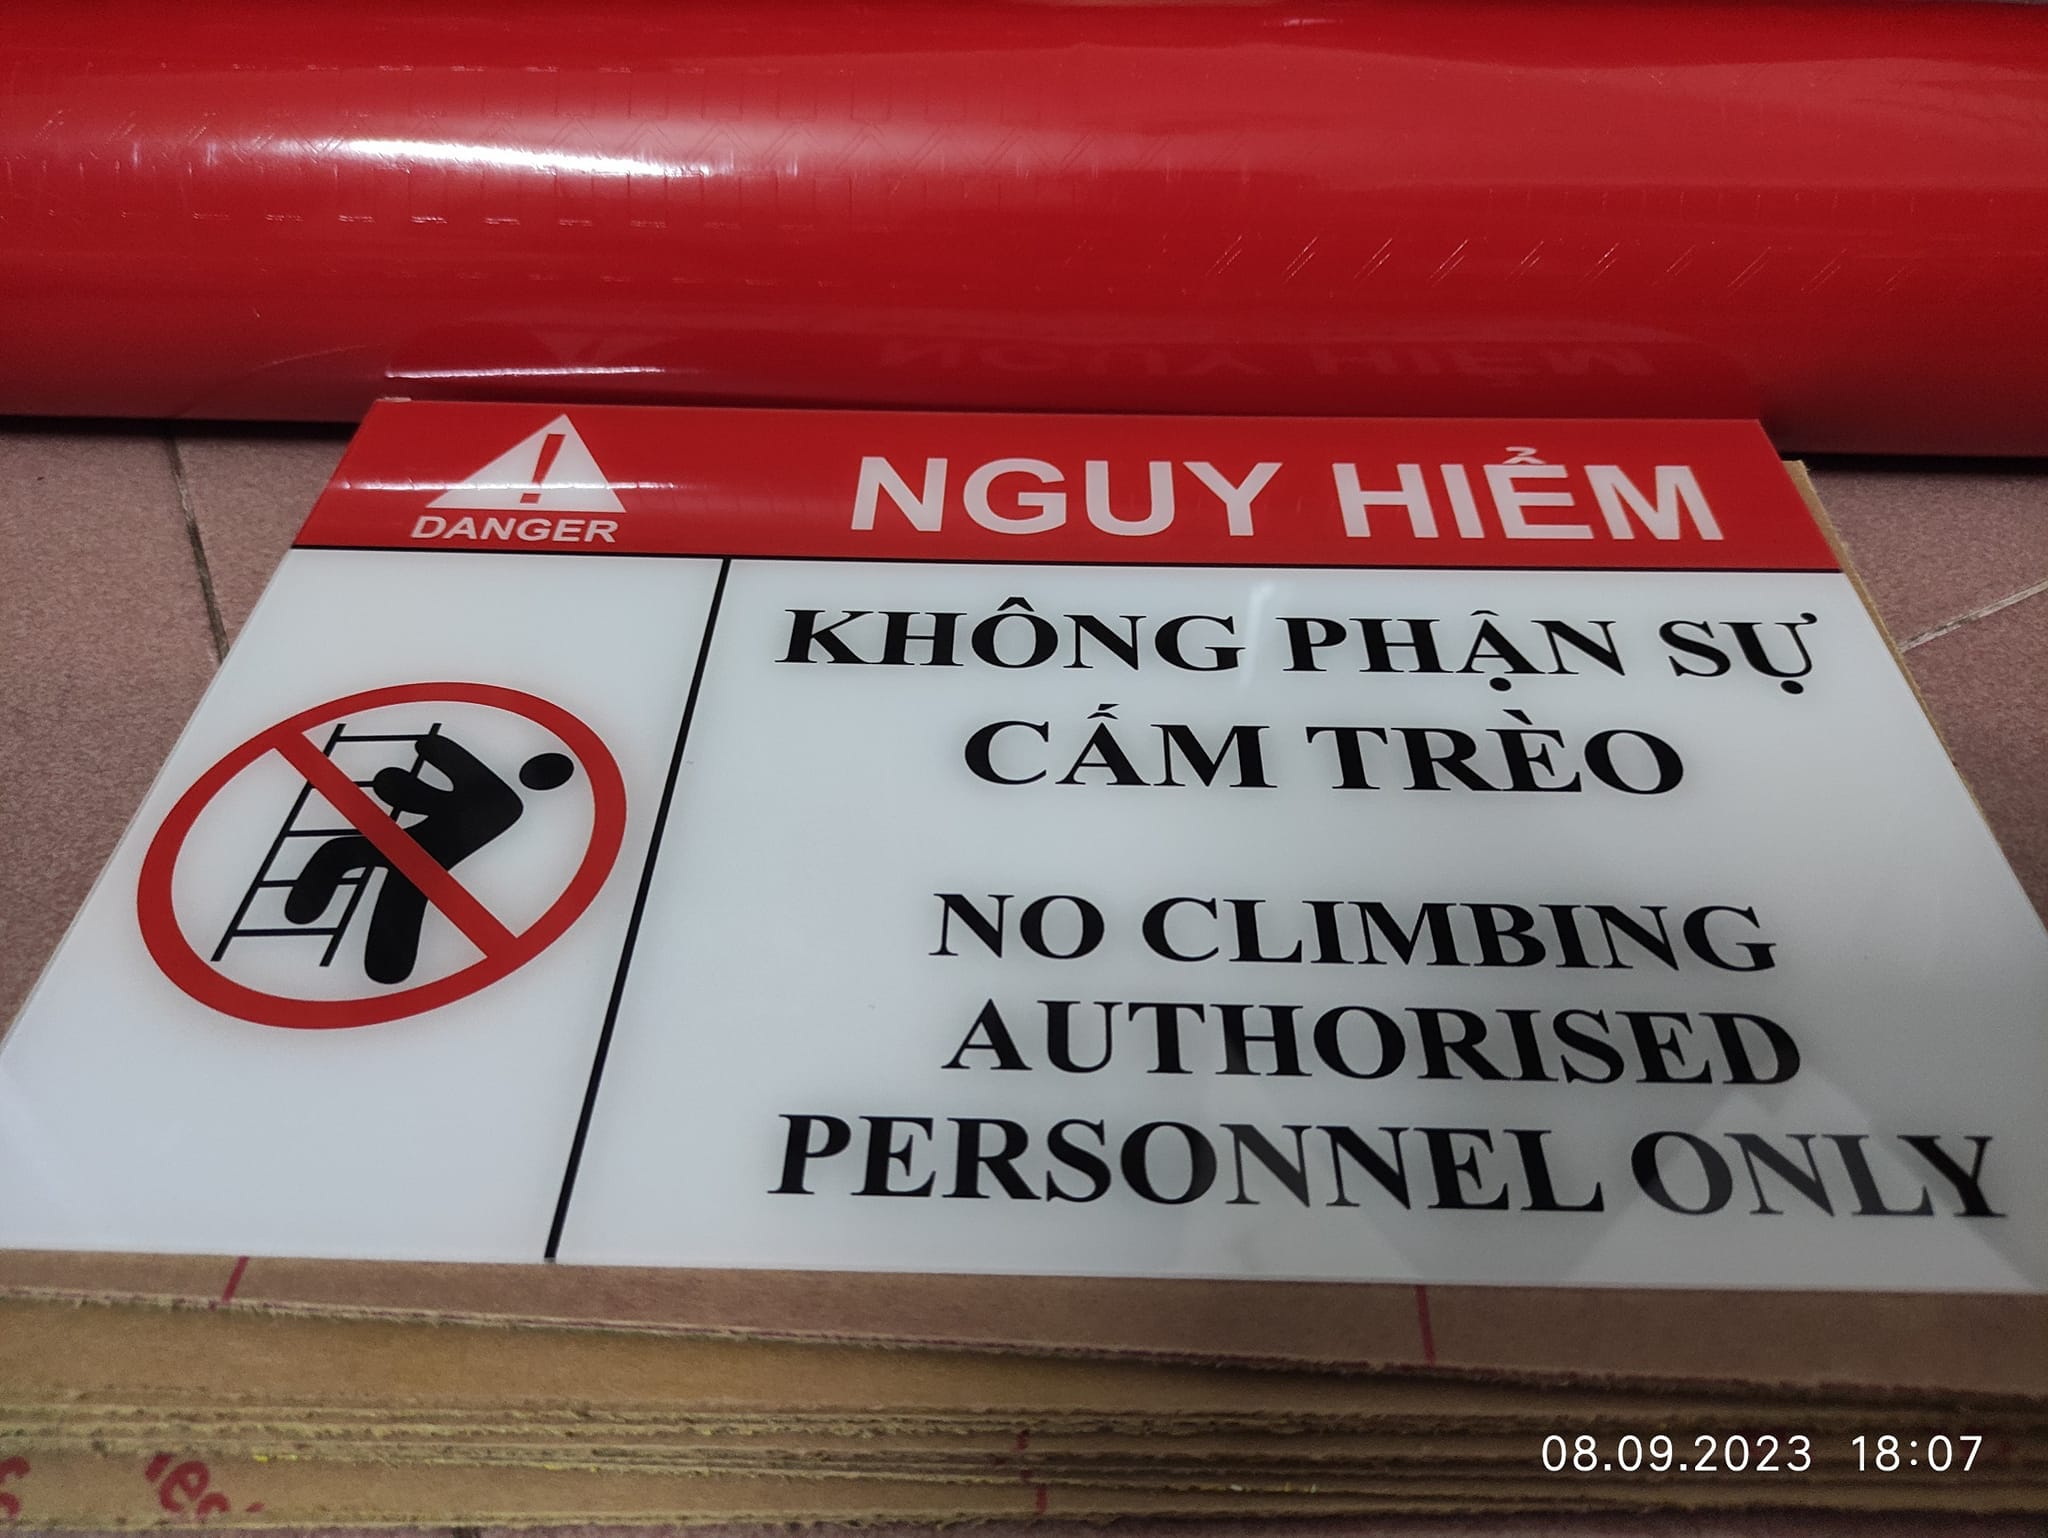 DANGER
NGUY HIỂM
KHÔNG PHẬN SỰ
CẤM TRÈO
NO CLIMBING
AUTHORISED
PERSONNEL ONLY
08.09.2023 18:07